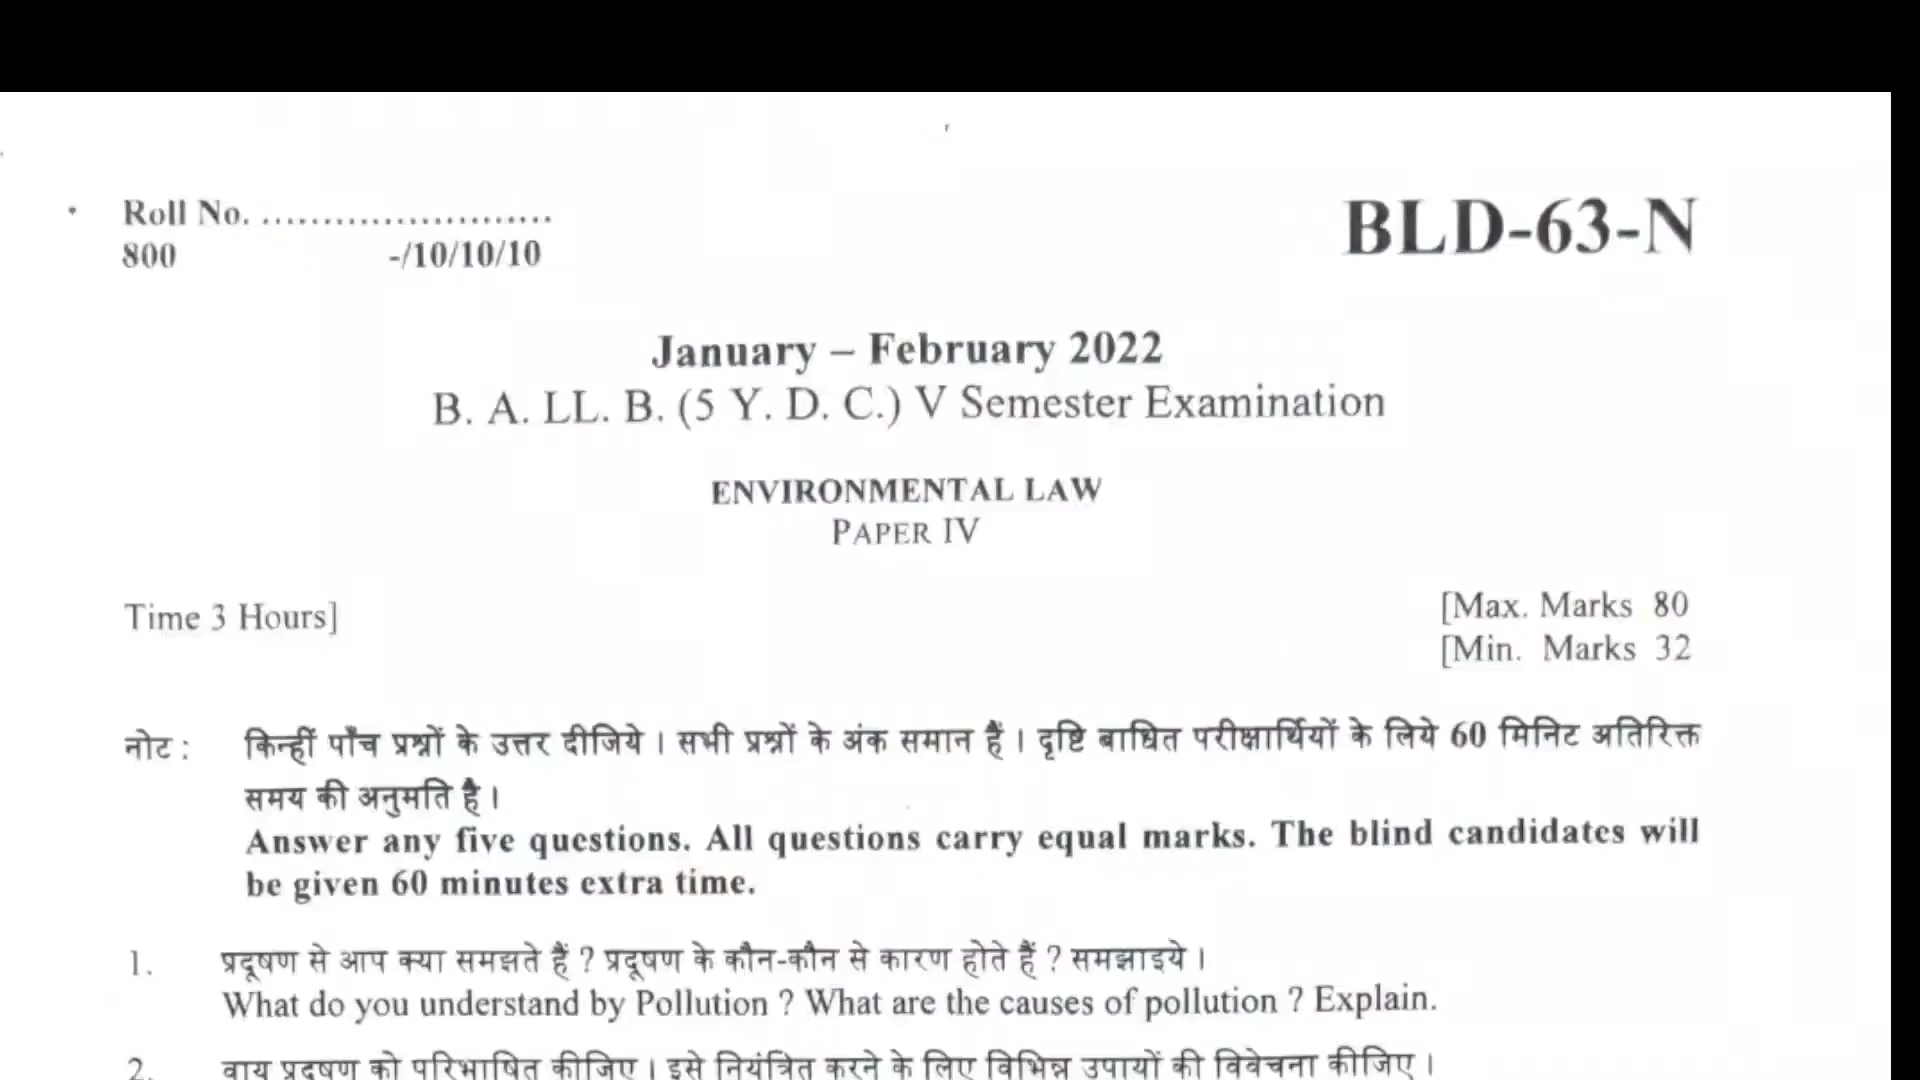 Roll No. ........................
BLD-63-N
800 -/10/10/10
January – February 2022
B. A. LL. B. (5 Y. D. C.) V Semester Examination
ENVIRONMENTAL LAW
PAPER IV
Time 3 Hours]
[Max. Marks 80
[Min. Marks 32
नोट : किन्हीं पाँच प्रश्नों के उत्तर दीजिये । सभी प्रश्नों के अंक समान हैं । दृष्टि बाधित परीक्षार्थियों के लिये 60 मिनिट अतिरिक्त
समय की अनुमति है ।
Answer any five questions. All questions carry equal marks. The blind candidates will
be given 60 minutes extra time.
1. प्रदूषण से आप क्या समझते हैं ? प्रदूषण के कौन-कौन से कारण होते हैं ? समझाइये ।
What do you understand by Pollution ? What are the causes of pollution ? Explain.
2. वायु प्रदूषण को परिभाषित कीजिए । इसे नियंत्रित करने के लिए विभिन्न उपायों की विवेचना कीजिए ।